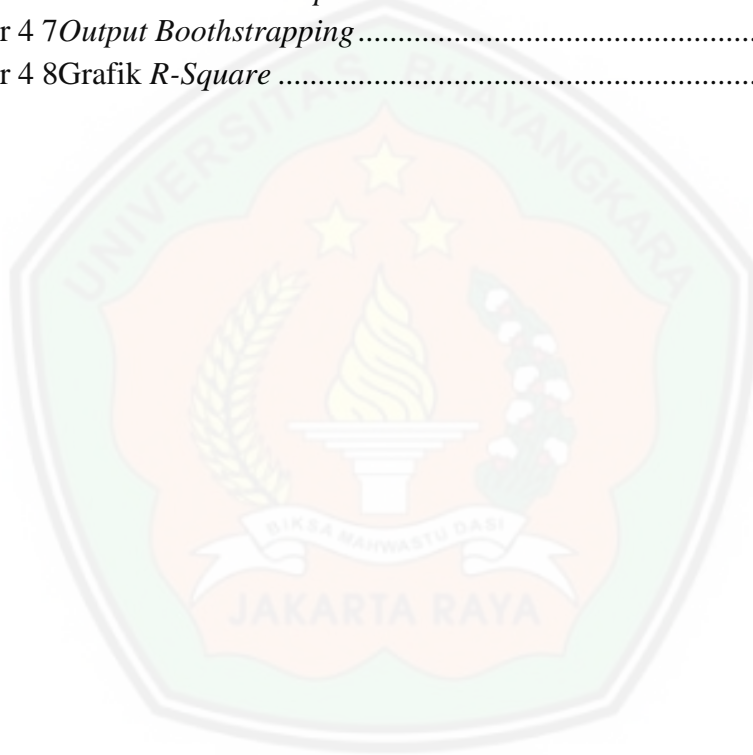 r 4 7Output Boothstrapping.......................................................
r 4 8Grafik R-Square .................................................................
UNIVERSITAS BHAYANGKARA
BIKSA MAHWASTU DASI
JAKARTA RAYA